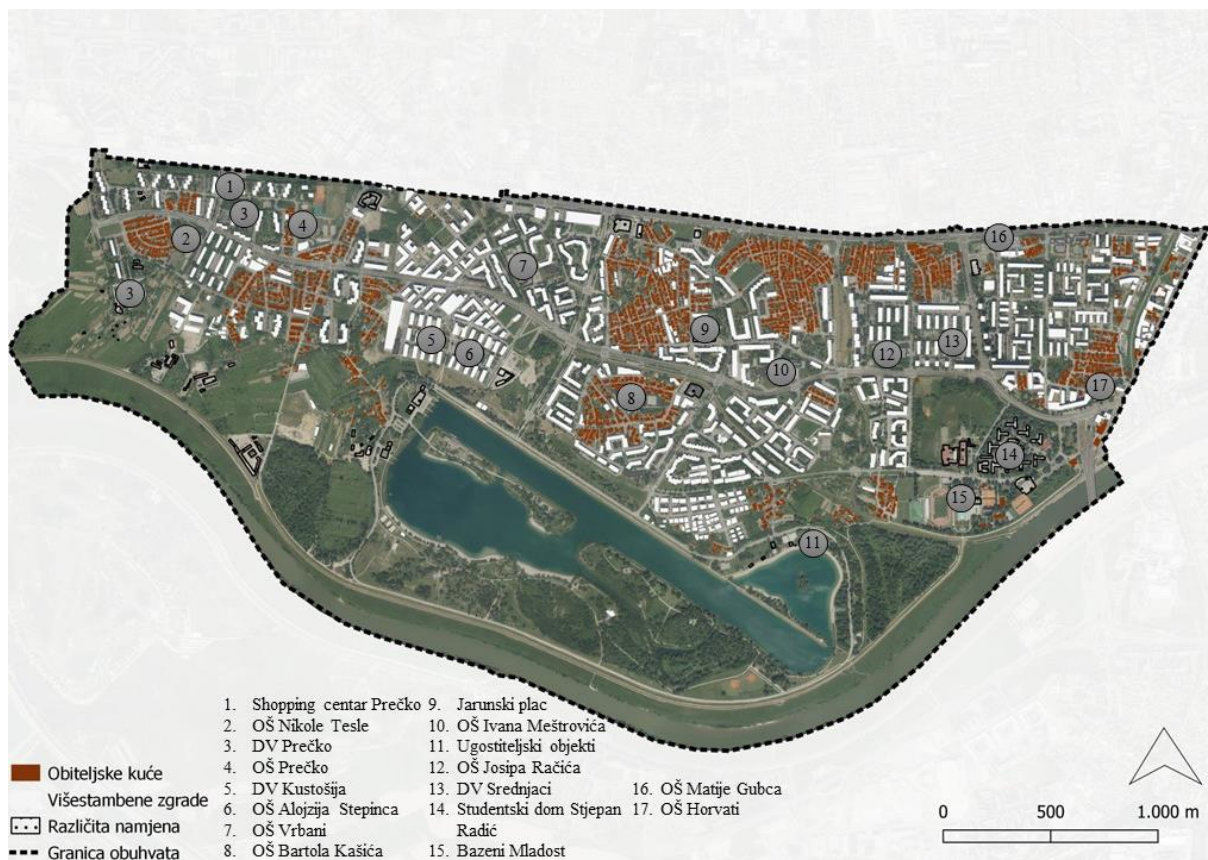 1
3
4
2
3
5
6
7
8
9
10
11
12
13
14
15
16
17
1. Shopping centar Prečko
2. OŠ Nikole Tesle
3. DV Prečko
4. OŠ Prečko
5. DV Kustošija
6. OŠ Alojzija Stepinca
7. OŠ Vrbani
8. OŠ Bartola Kašića
9. Jarunski plac
10. OŠ Ivana Meštrovića
11. Ugostiteljski objekti
12. OŠ Josipa Račića
13. DV Srednjaci
14. Studentski dom Stjepan
Radić
15. Bazeni Mladost
16. OŠ Matije Gubca
17. OŠ Horvati
Obiteljske kuće
Višestambene zgrade
Različita namjena
Granica obuhvata
0 500 1.000 m